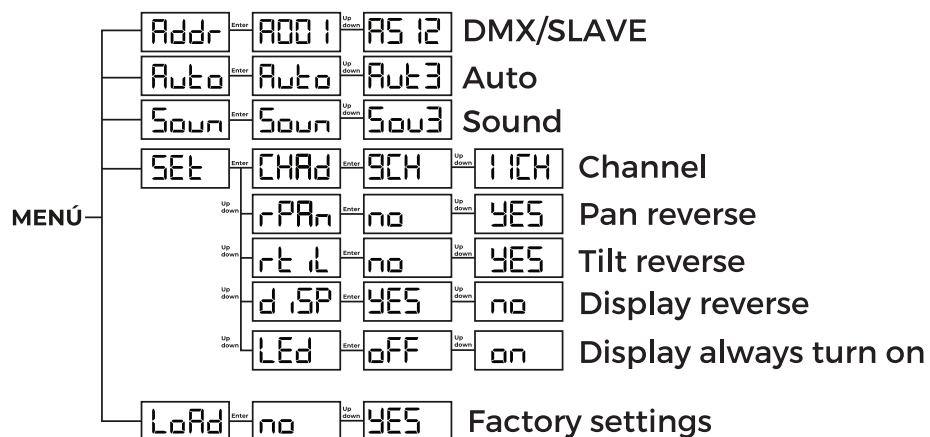 Addr Enter A001 Up down A512 DMX/SLAVE
Auto Enter Auto Up down Aut3 Auto
Soun Enter Soun Up down Sou3 Sound
SEt Enter CHAd Enter 9CH Up down 11CH Channel
MENÚ
Up down rPAn Enter no Up down YES Pan reverse
Up down rtiL Enter no Up down YES Tilt reverse
Up down diSP Enter YES Up down no Display reverse
Up down LEd Enter oFF Up down on Display always turn on
LoAd Enter no Up down YES Factory settings